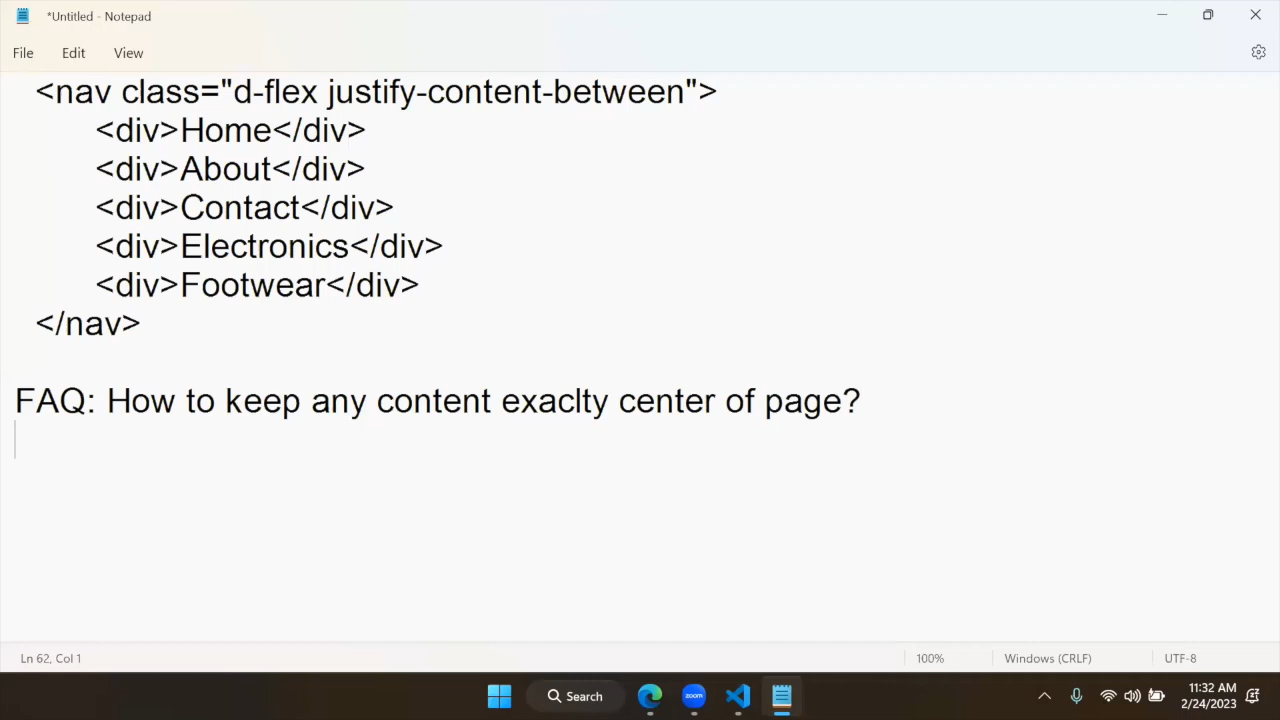 *Untitled - Notepad
File Edit View
<nav class="d-flex justify-content-between">
<div>Home</div>
<div>About</div>
<div>Contact</div>
<div>Electronics</div>
<div>Footwear</div>
</nav>
FAQ: How to keep any content exaclty center of page?
Ln 62, Col 1 100% Windows (CRLF) UTF-8
Search zoom 11:32 AM
2/24/2023